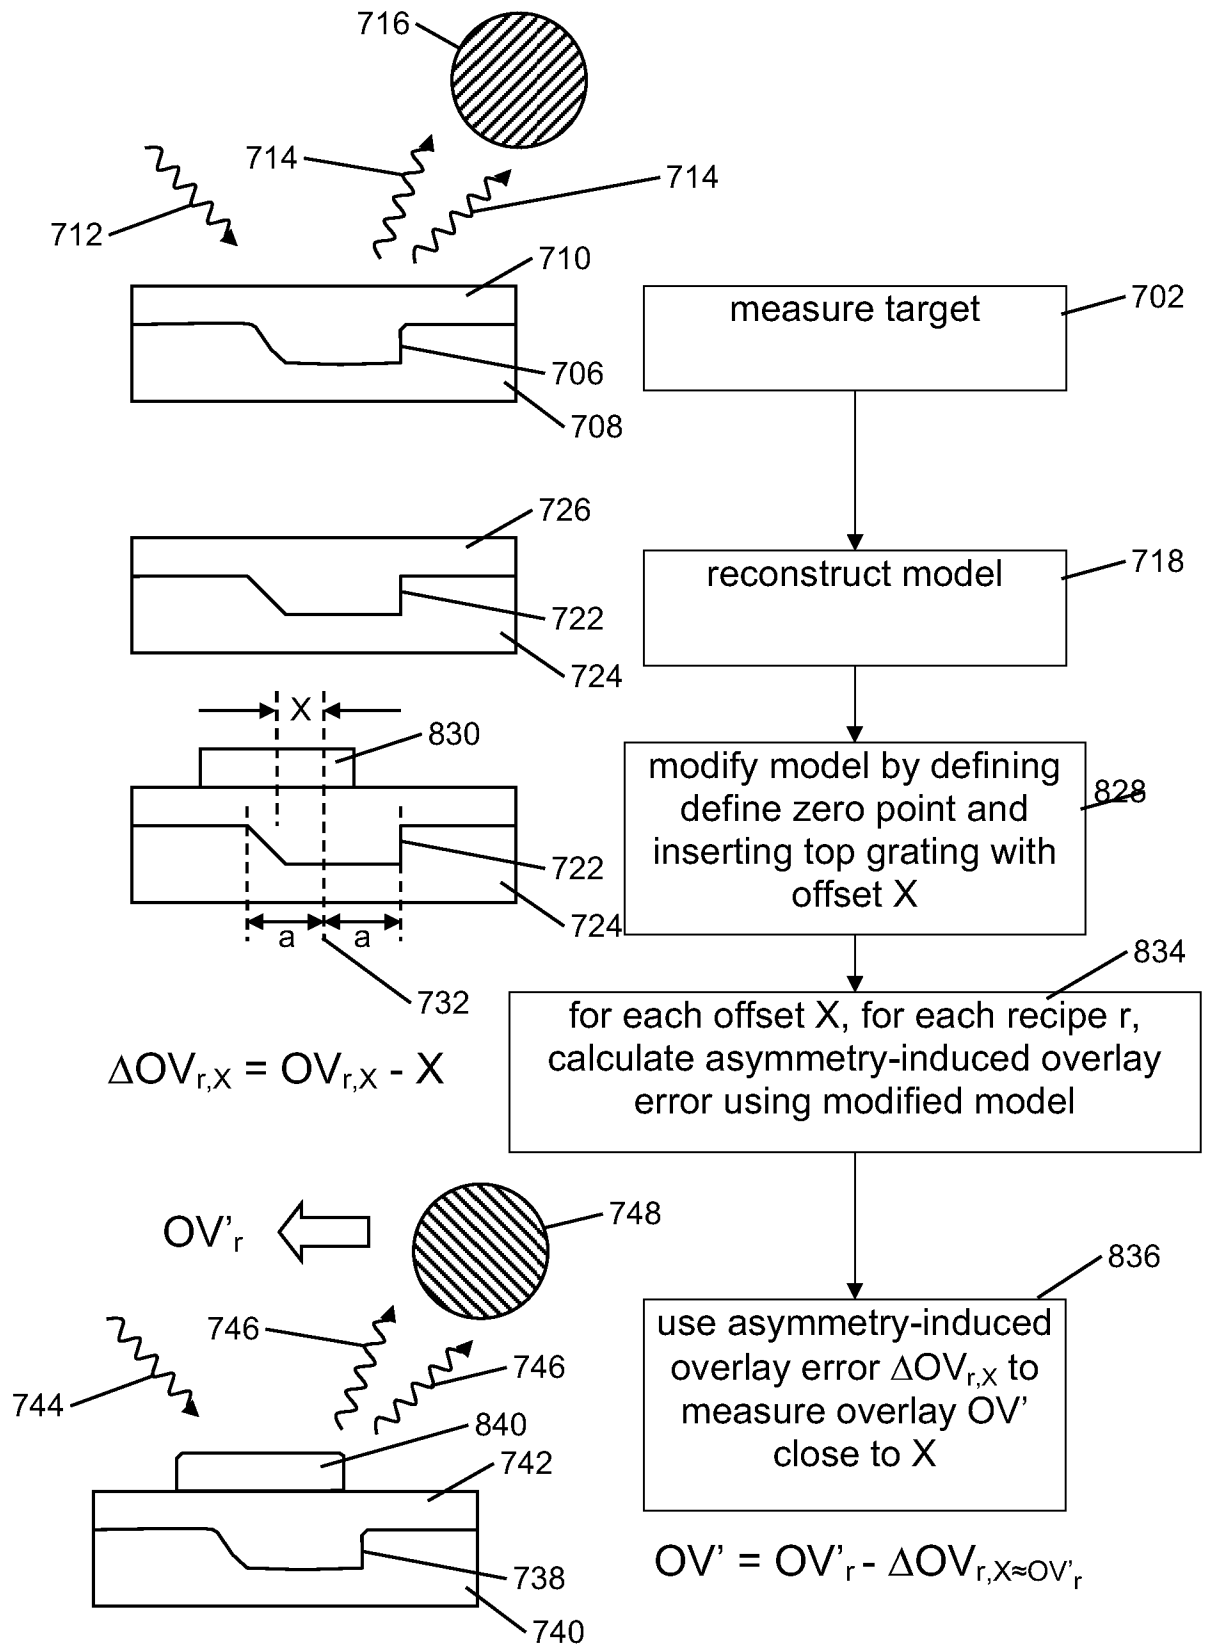 716
714
714
712
710
measure target
702
706
708
726
reconstruct model
718
722
724
X
830
modify model by defining
define zero point and
inserting top grating with
offset X
828
722
724
a
a
732
834
for each offset X, for each recipe r,
calculate asymmetry-induced overlay
error using modified model
ΔOVr,X = OVr,X - X
748
OV'r
836
746
746
744
use asymmetry-induced
overlay error ΔOVr,X to
measure overlay OV'
close to X
840
742
738
740
OV' = OV'r - ΔOVr,X≈OV'r